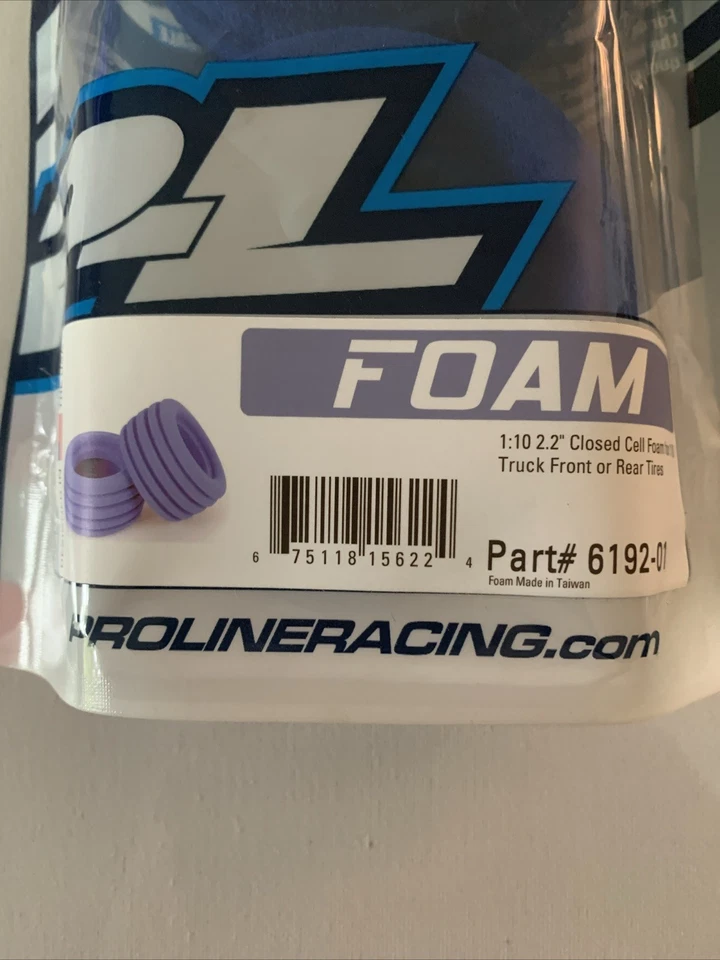 PL
FOAM
1:10 2.2" Closed Cell Foam for
Truck Front or Rear Tires
6 75118 15622 4
Part# 6192-01
Foam Made in Taiwan
PROLINERACING.com